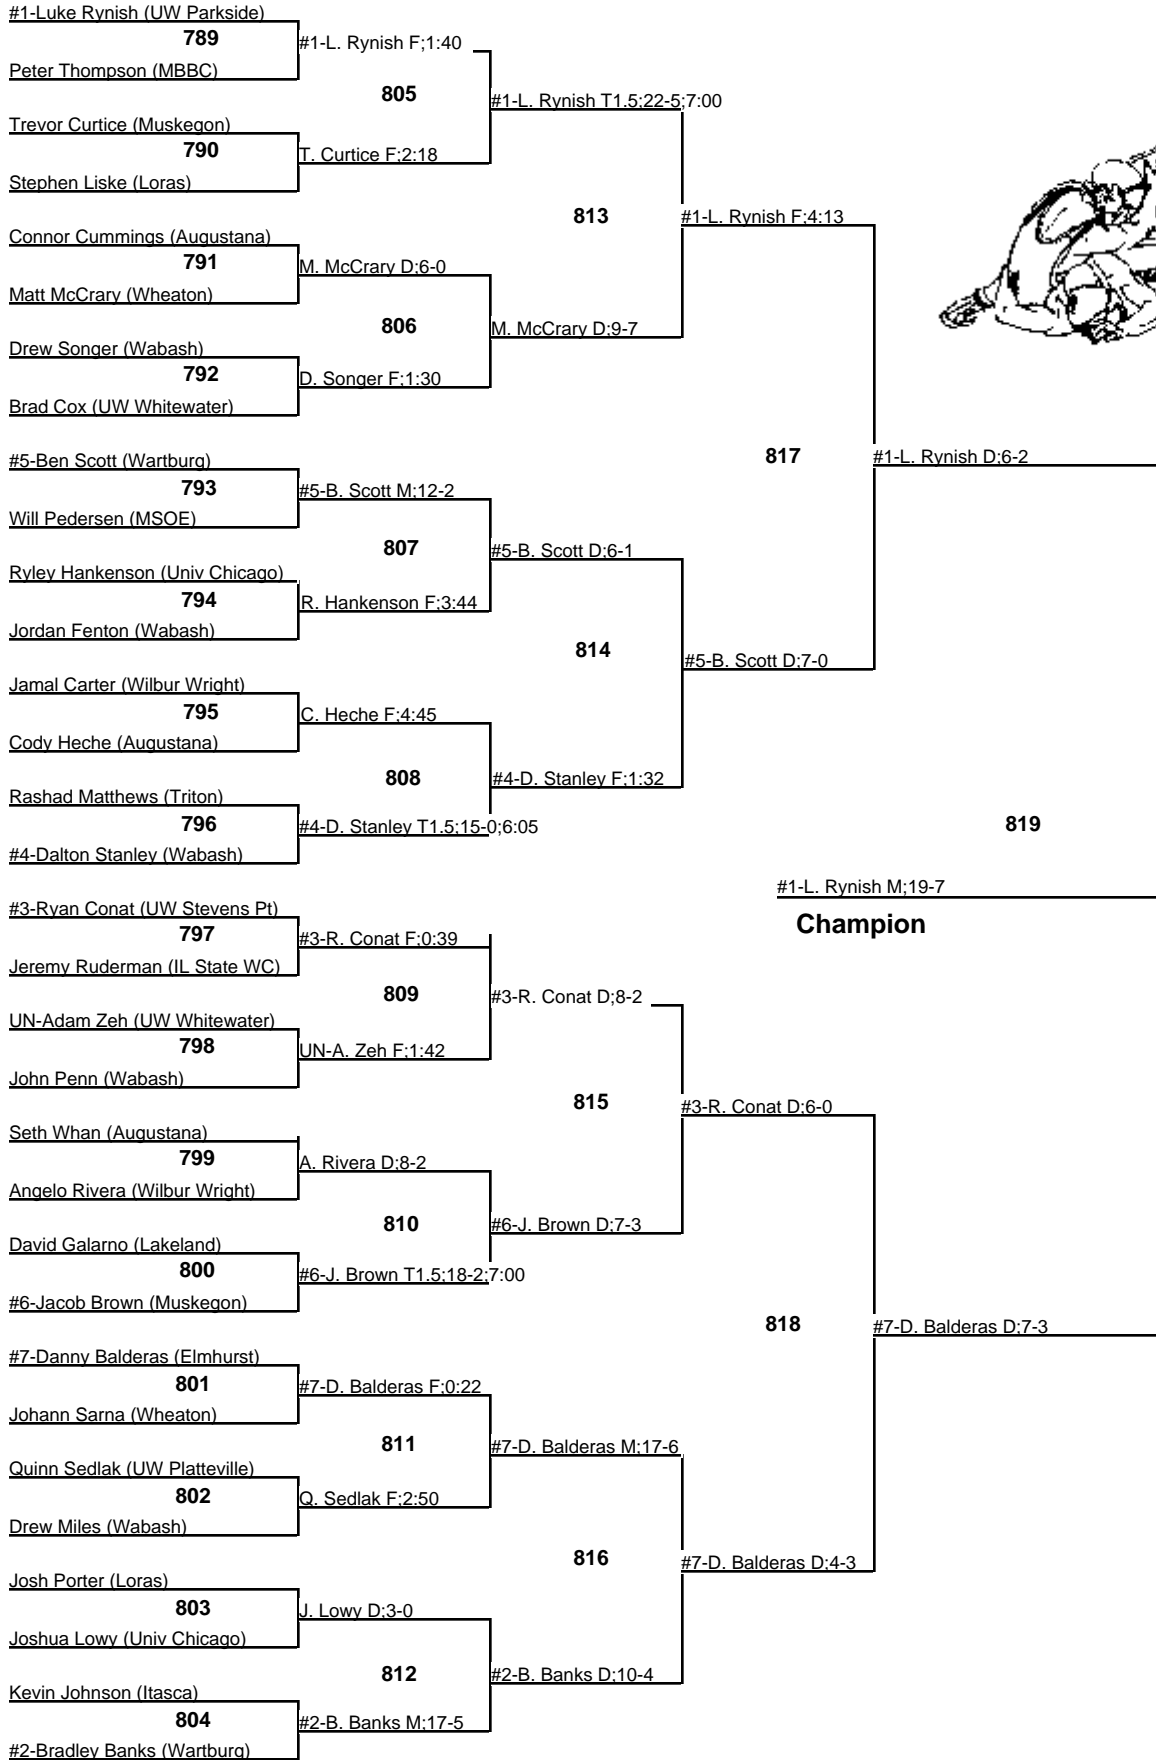 #1-Luke Rynish (UW Parkside)
789
#1-L. Rynish F;1:40
Peter Thompson (MBBC)
805
#1-L. Rynish T1.5;22-5;7:00
Trevor Curtice (Muskegon)
790
T. Curtice F;2:18
Stephen Liske (Loras)
813
#1-L. Rynish F;4:13
Connor Cummings (Augustana)
791
M. McCrary D;6-0
Matt McCrary (Wheaton)
806
M. McCrary D;9-7
Drew Songer (Wabash)
792
D. Songer F;1:30
Brad Cox (UW Whitewater)
817
#1-L. Rynish D;6-2
#5-Ben Scott (Wartburg)
793
#5-B. Scott M;12-2
Will Pedersen (MSOE)
807
#5-B. Scott D;6-1
Ryley Hankenson (Univ Chicago)
794
R. Hankenson F;3:44
Jordan Fenton (Wabash)
814
#5-B. Scott D;7-0
Jamal Carter (Wilbur Wright)
795
C. Heche F;4:45
Cody Heche (Augustana)
808
#4-D. Stanley F;1:32
Rashad Matthews (Triton)
796
#4-D. Stanley T1.5;15-0;6:05
819
#4-Dalton Stanley (Wabash)
#1-L. Rynish M;19-7
Champion
#3-Ryan Conat (UW Stevens Pt)
797
#3-R. Conat F;0:39
Jeremy Ruderman (IL State WC)
809
#3-R. Conat D;8-2
UN-Adam Zeh (UW Whitewater)
798
UN-A. Zeh F;1:42
John Penn (Wabash)
815
#3-R. Conat D;6-0
Seth Whan (Augustana)
799
A. Rivera D;8-2
Angelo Rivera (Wilbur Wright)
810
#6-J. Brown D;7-3
David Galarno (Lakeland)
800
#6-J. Brown T1.5;18-2;7:00
#6-Jacob Brown (Muskegon)
818
#7-D. Balderas D;7-3
#7-Danny Balderas (Elmhurst)
801
#7-D. Balderas F;0:22
Johann Sarna (Wheaton)
811
#7-D. Balderas M;17-6
Quinn Sedlak (UW Platteville)
802
Q. Sedlak F;2:50
Drew Miles (Wabash)
816
#7-D. Balderas D;4-3
Josh Porter (Loras)
803
J. Lowy D;3-0
Joshua Lowy (Univ Chicago)
812
#2-B. Banks D;10-4
Kevin Johnson (Itasca)
804
#2-B. Banks M;17-5
#2-Bradley Banks (Wartburg)